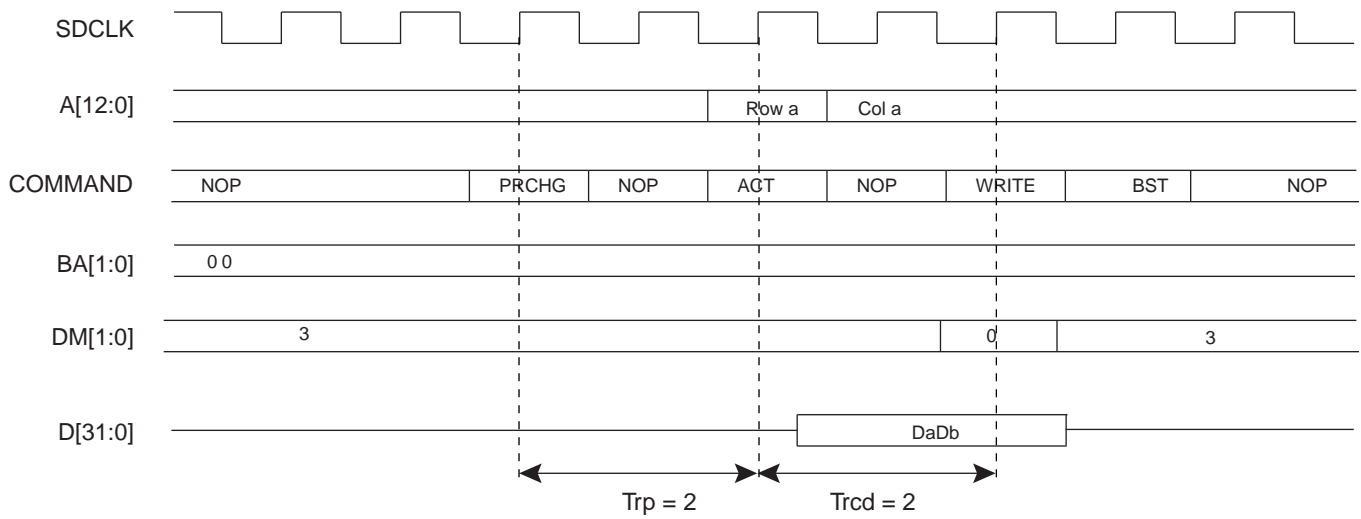 SDCLK
A[12:0] Row a Col a
COMMAND NOP PRCHG NOP ACT NOP WRITE BST NOP
BA[1:0] 0 0
DM[1:0] 3 0 3
D[31:0] DaDb
Trp = 2 Trcd = 2